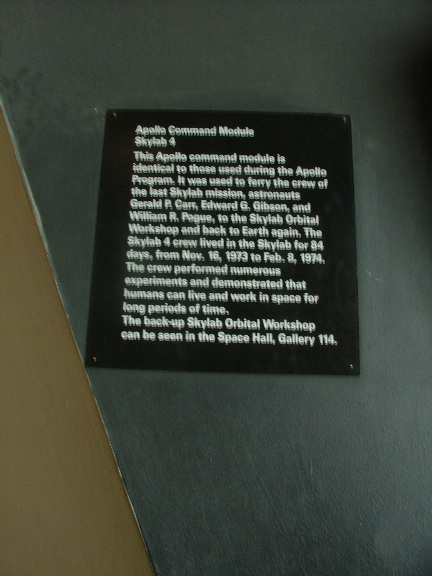 Apollo Command Module
Skylab 4
This Apollo command module is
identical to those used during the Apollo
Program. It was used to ferry the crew of
the last Skylab mission, astronauts
Gerald P. Carr, Edward G. Gibson, and
William R. Pogue, to the Skylab Orbital
Workshop and back to Earth again. The
Skylab 4 crew lived in the Skylab for 84
days, from Nov. 16, 1973 to Feb. 8, 1974.
The crew performed numerous
experiments and demonstrated that
humans can live and work in space for
long periods of time.
The back-up Skylab Orbital Workshop
can be seen in the Space Hall, Gallery 114.